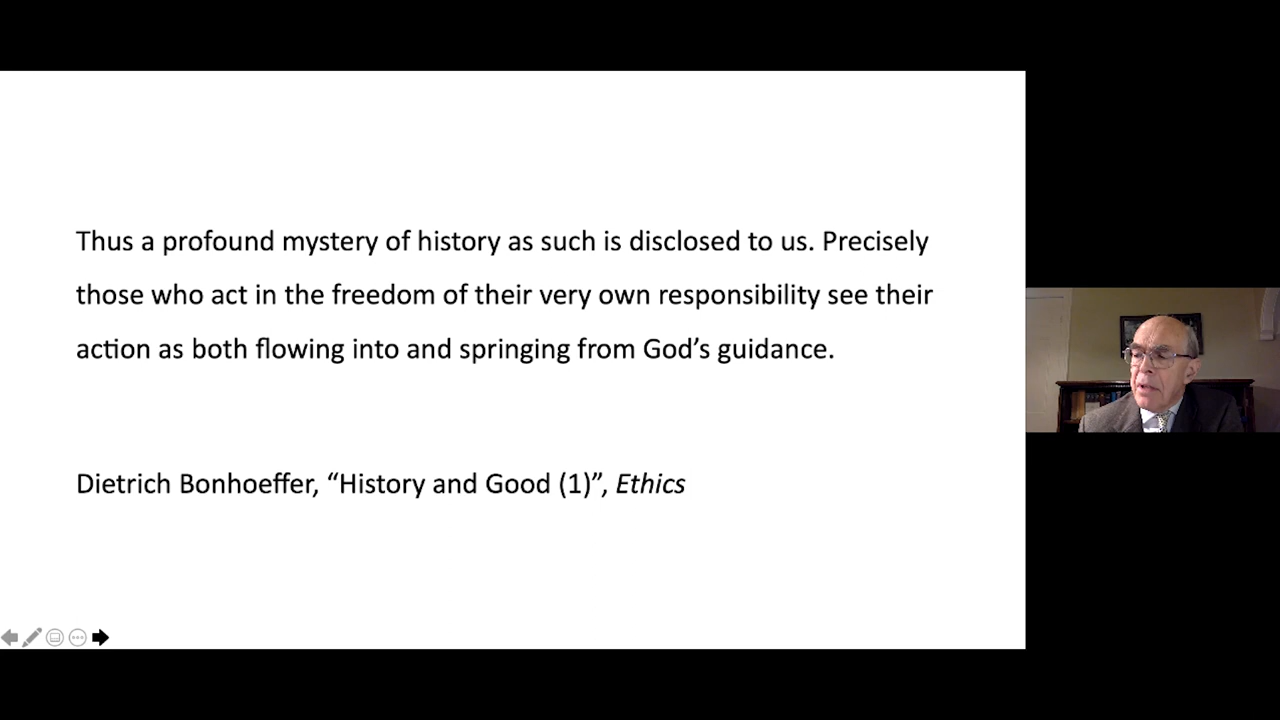 Thus a profound mystery of history as such is disclosed to us. Precisely
those who act in the freedom of their very own responsibility see their
action as both flowing into and springing from God’s guidance.
Dietrich Bonhoeffer, “History and Good (1)”, Ethics